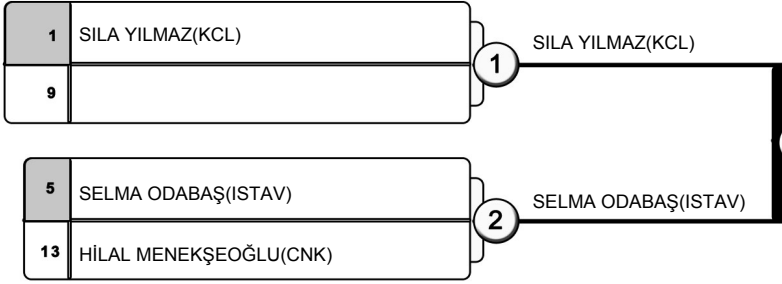 1 SILA YILMAZ(KCL)
9
1
SILA YILMAZ(KCL)
5 SELMA ODABAŞ(ISTAV)
13 HİLAL MENEKŞEOĞLU(CNK)
2
SELMA ODABAŞ(ISTAV)